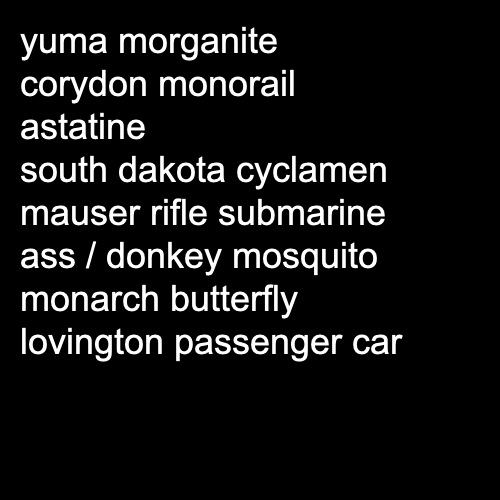 yuma morganite
corydon monorail
astatine
south dakota cyclamen
mauser rifle submarine
ass / donkey mosquito
monarch butterfly
lovington passenger car